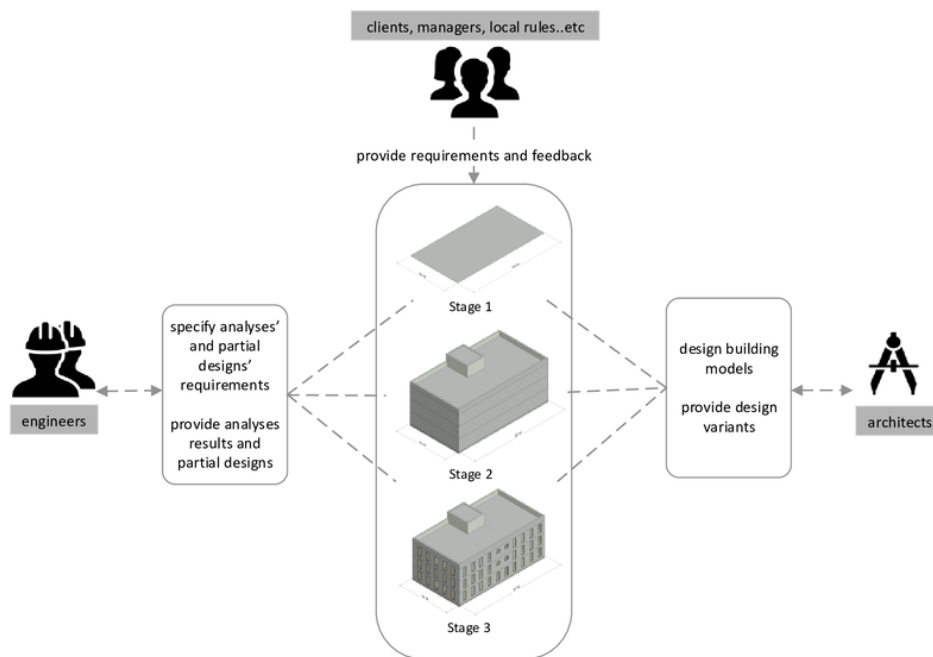 clients, managers, local rules..etc
provide requirements and feedback
Stage 1
specify analyses’
and partial
designs’
requirements
provide analyses
results and
partial designs
engineers
Stage 2
design building
models
provide design
variants
architects
Stage 3